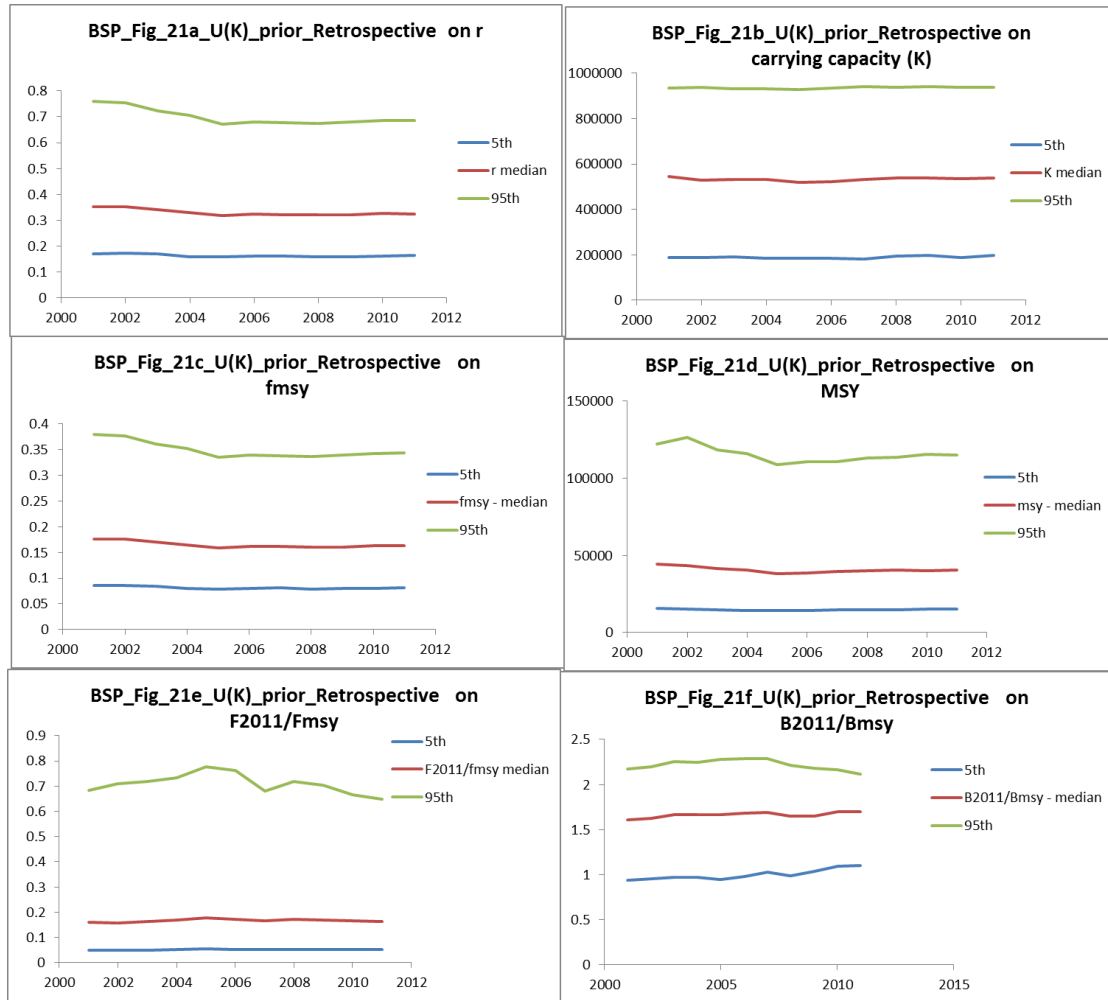 BSP_Fig_21a_U(K)_prior_Retrospective on r
0.8
0.7
0.6
0.5
0.4
0.3
0.2
0.1
0
2000 2002 2004 2006 2008 2010 2012
5th
r median
95th
BSP_Fig_21b_U(K)_prior_Retrospective on
carrying capacity (K)
1000000
800000
600000
400000
200000
0
2000 2002 2004 2006 2008 2010 2012
5th
K median
95th
BSP_Fig_21c_U(K)_prior_Retrospective on
fmsy
0.4
0.35
0.3
0.25
0.2
0.15
0.1
0.05
0
2000 2002 2004 2006 2008 2010 2012
5th
fmsy - median
95th
BSP_Fig_21d_U(K)_prior_Retrospective on
MSY
150000
100000
50000
0
2000 2002 2004 2006 2008 2010 2012
5th
msy - median
95th
BSP_Fig_21e_U(K)_prior_Retrospective on
F2011/Fmsy
0.9
0.8
0.7
0.6
0.5
0.4
0.3
0.2
0.1
0
2000 2002 2004 2006 2008 2010 2012
5th
F2011/fmsy median
95th
BSP_Fig_21f_U(K)_prior_Retrospective on
B2011/Bmsy
2.5
2
1.5
1
0.5
0
2000 2005 2010 2015
5th
B2011/Bmsy - median
95th